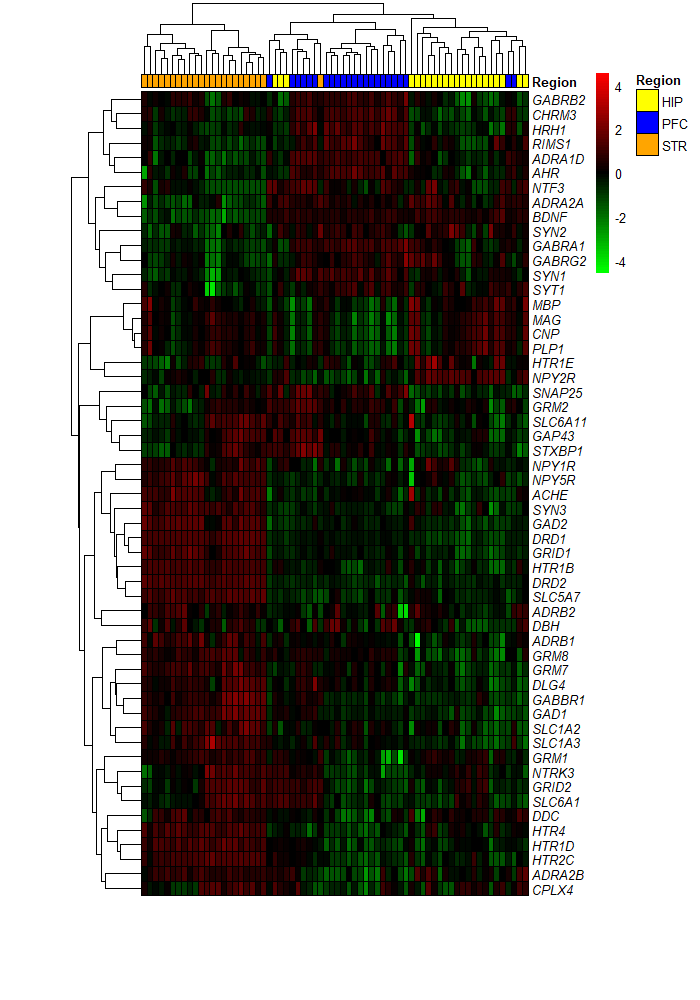 Region
GABRB2
CHRM3
HRH1
RIMS1
ADRA1D
AHR
NTF3
ADRA2A
BDNF
SYN2
GABRA1
GABRG2
SYN1
SYT1
MBP
MAG
CNP
PLP1
HTR1E
NPY2R
SNAP25
GRM2
SLC6A11
GAP43
STXBP1
NPY1R
NPY5R
ACHE
SYN3
GAD2
DRD1
GRID1
HTR1B
DRD2
SLC5A7
ADRB2
DBH
ADRB1
GRM8
GRM7
DLG4
GABBR1
GAD1
SLC1A2
SLC1A3
GRM1
NTRK3
GRID2
SLC6A1
DDC
HTR4
HTR1D
HTR2C
ADRA2B
CPLX4
4
2
0
-2
-4
Region
HIP
PFC
STR